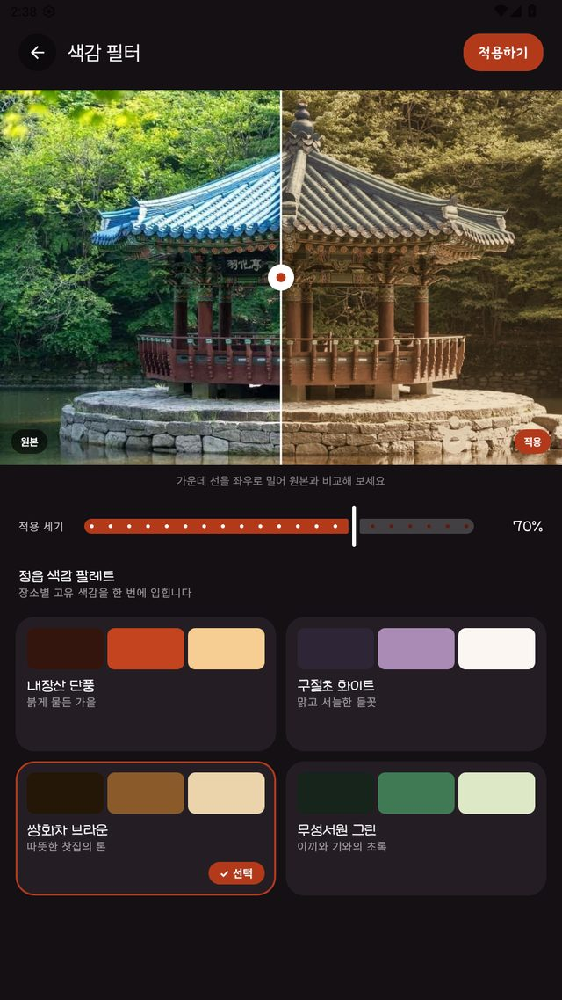 2:38
색감 필터
적용하기
羽化亭
원본
적용
가운데 선을 좌우로 밀어 원본과 비교해 보세요
적용 세기
70%
정읍 색감 팔레트
장소별 고유 색감을 한 번에 입힙니다
내장산 단풍
붉게 물든 가을
구절초 화이트
맑고 서늘한 들꽃
쌍화차 브라운
따뜻한 찻집의 톤
선택
무성서원 그린
이끼와 기와의 초록